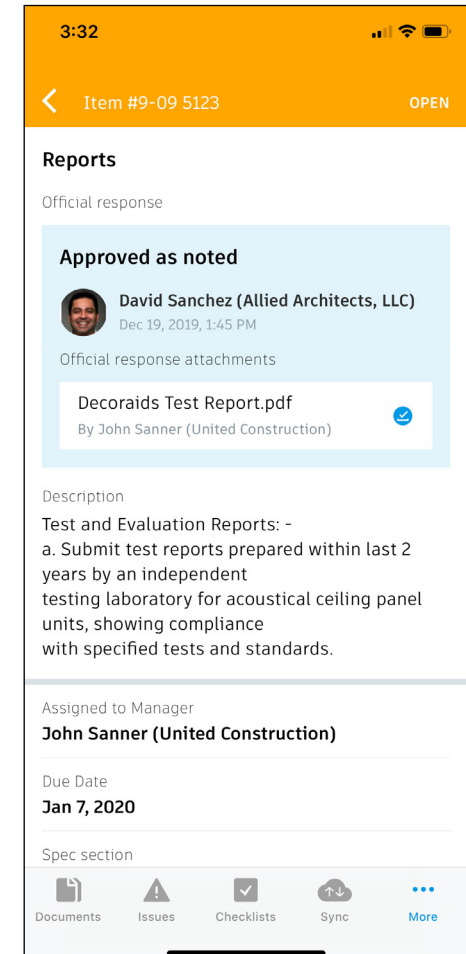 3:32
Item #9-09 5123
OPEN
Reports
Official response
Approved as noted
David Sanchez (Allied Architects, LLC)
Dec 19, 2019, 1:45 PM
Official response attachments
Decoraids Test Report.pdf
By John Sanner (United Construction)
Description
Test and Evaluation Reports: -
a. Submit test reports prepared within last 2
years by an independent
testing laboratory for acoustical ceiling panel
units, showing compliance
with specified tests and standards.
Assigned to Manager
John Sanner (United Construction)
Due Date
Jan 7, 2020
Spec section
Documents
Issues
Checklists
Sync
More